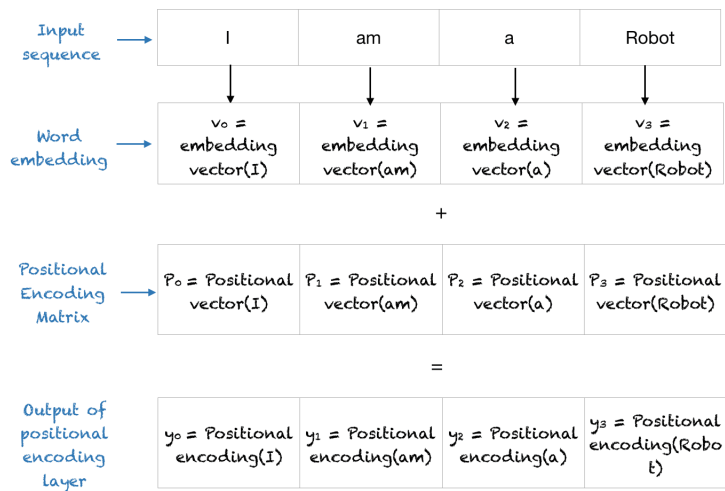 Input
sequence
I
am
a
Robot
Word
embedding
v₀ =
embedding
vector(I)
v₁ =
embedding
vector(am)
v₂ =
embedding
vector(a)
v₃ =
embedding
vector(Robot)
+
Positional
Encoding
Matrix
P₀ = Positional
vector(I)
P₁ = Positional
vector(am)
P₂ = Positional
vector(a)
P₃ = Positional
vector(Robot)
=
Output of
positional
encoding
layer
y₀ = Positional
encoding(I)
y₁ = Positional
encoding(am)
y₂ = Positional
encoding(a)
y₃ = Positional
encoding(Robo
t)